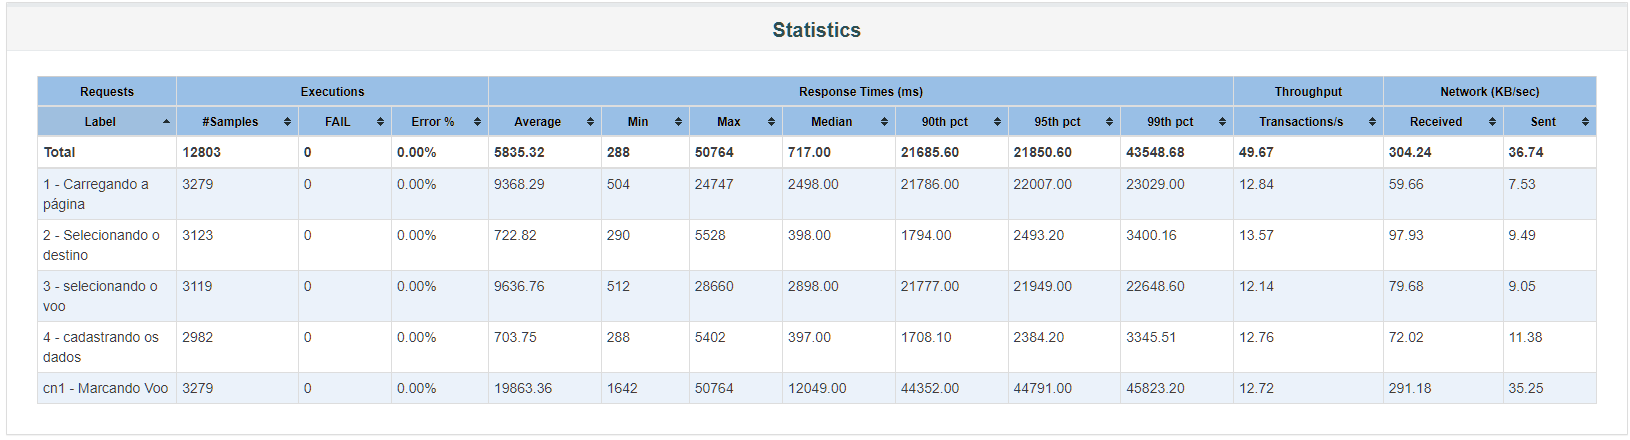 Statistics
Requests Executions Response Times (ms) Throughput Network (KB/sec)
Label #Samples FAIL Error % Average Min Max Median 90th pct 95th pct 99th pct Transactions/s Received Sent
Total 12803 0 0.00% 5835.32 288 50764 717.00 21685.60 21850.60 43548.68 49.67 304.24 36.74
1 - Carregando a 3279 0 0.00% 9368.29 504 24747 2498.00 21786.00 22007.00 23029.00 12.84 59.66 7.53
página
2 - Selecionando o 3123 0 0.00% 722.82 290 5528 398.00 1794.00 2493.20 3400.16 13.57 97.93 9.49
destino
3 - selecionando o 3119 0 0.00% 9636.76 512 28660 2898.00 21777.00 21949.00 22648.60 12.14 79.68 9.05
voo
4 - cadastrando os 2982 0 0.00% 703.75 288 5402 397.00 1708.10 2384.20 3345.51 12.76 72.02 11.38
dados
cn1 - Marcando Voo 3279 0 0.00% 19863.36 1642 50764 12049.00 44352.00 44791.00 45823.20 12.72 291.18 35.25